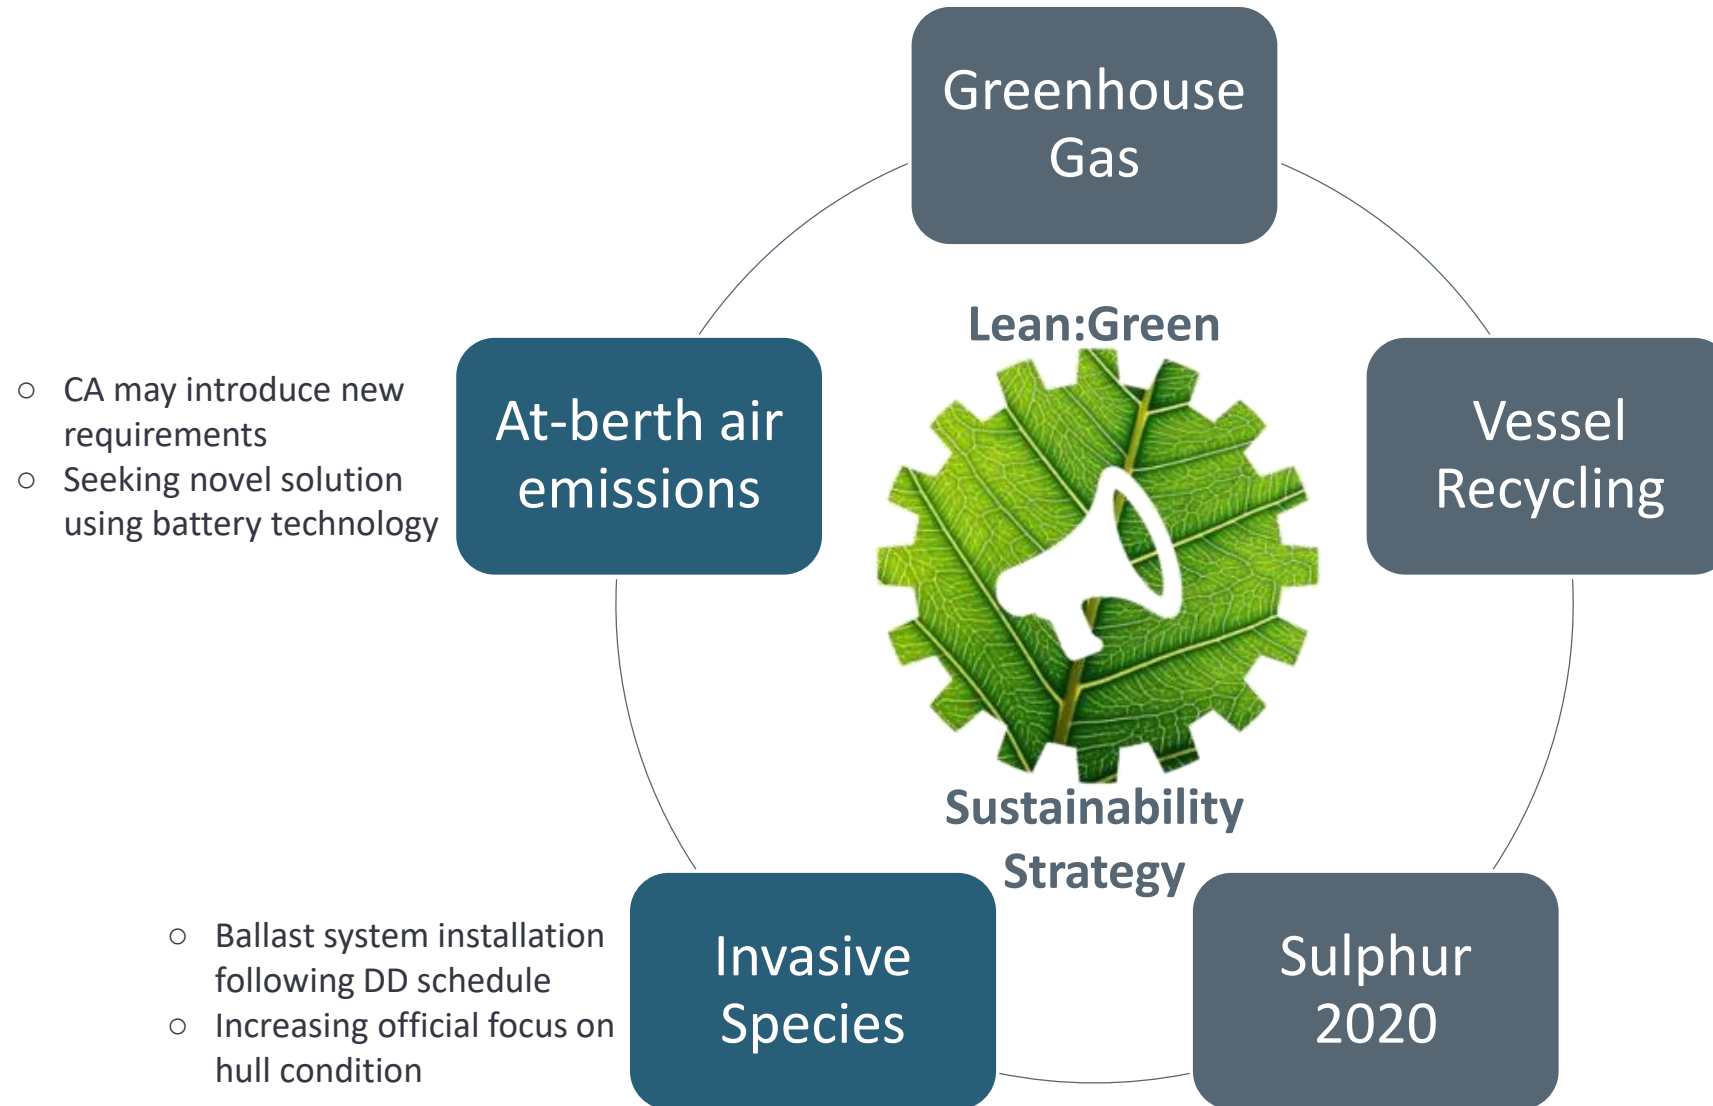 Greenhouse
Gas
Lean:Green
○ CA may introduce new
requirements
○ Seeking novel solution
using battery technology
At-berth air
emissions
Vessel
Recycling
Sustainability
Strategy
○ Ballast system installation
following DD schedule
○ Increasing official focus on
hull condition
Invasive
Species
Sulphur
2020